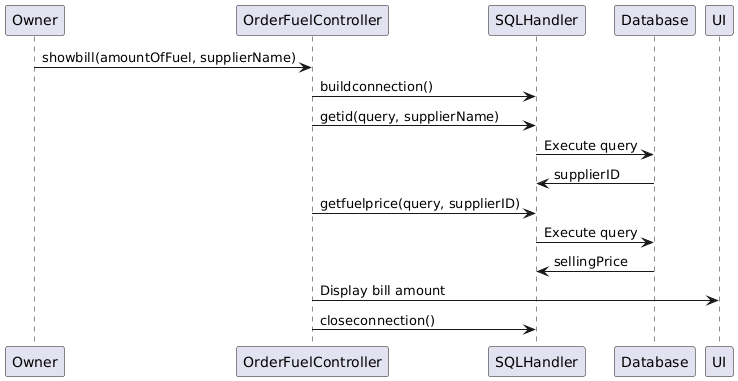 Owner
OrderFuelController
SQLHandler
Database
UI
showbill(amountOfFuel, supplierName)
buildconnection()
getid(query, supplierName)
Execute query
supplierID
getfuelprice(query, supplierID)
Execute query
sellingPrice
Display bill amount
closeconnection()
Owner
OrderFuelController
SQLHandler
Database
UI